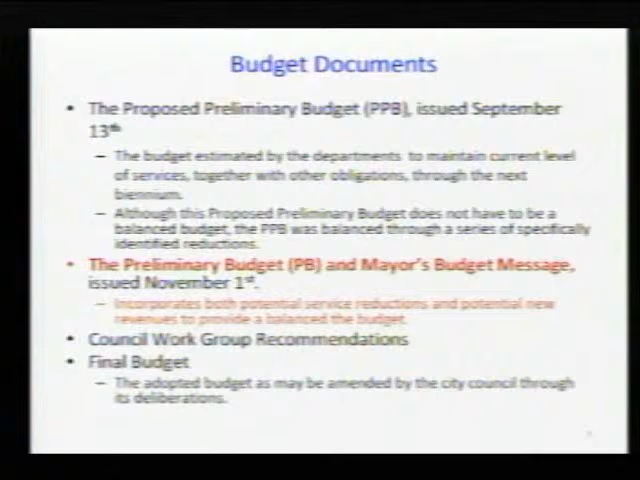 Budget Documents
• The Proposed Preliminary Budget (PPB), issued September
13th
– The budget estimated by the departments to maintain current level
of services, together with other obligations, through the next
biennium.
– Although this Proposed Preliminary Budget does not have to be a
balanced budget, the PPB was balanced through a series of specifically
identified reductions.
• The Preliminary Budget (PB) and Mayor's Budget Message,
issued November 1st.
– Incorporates both potential service reductions and potential new
revenues to provide a balanced the budget
• Council Work Group Recommendations
• Final Budget
– The adopted budget as may be amended by the city council through
its deliberations.